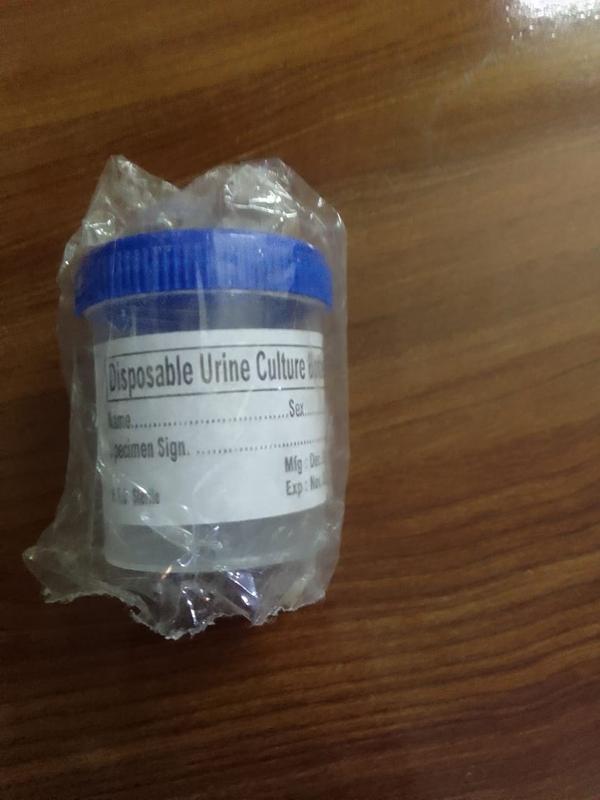 Disposable Urine Culture
Name..............................Sex.....
Specimen Sign. ..........................
Mfg : Dec.
Exp : Nov.
Sterile